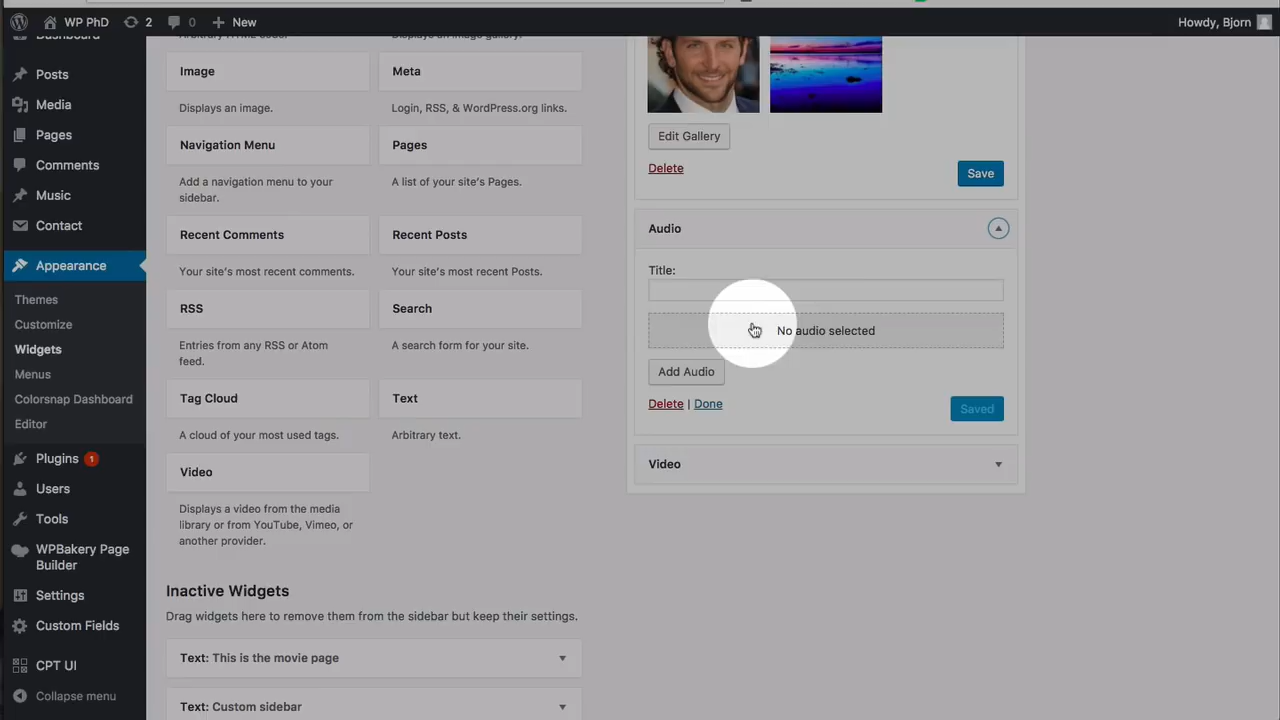 WP PhD
2
0
New
Howdy, Bjorn
Dashboard
Posts
Media
Pages
Comments
Music
Contact
Appearance
Themes
Customize
Widgets
Menus
Colorsnap Dashboard
Editor
Plugins 1
Users
Tools
WPBakery Page
Builder
Settings
Custom Fields
CPT UI
Collapse menu
Arbitrary HTML code.
Displays an image gallery.
Image
Meta
Displays an image.
Login, RSS, & WordPress.org links.
Navigation Menu
Pages
Add a navigation menu to your
sidebar.
A list of your site's Pages.
Recent Comments
Recent Posts
Your site's most recent comments.
Your site's most recent Posts.
RSS
Search
Entries from any RSS or Atom
feed.
A search form for your site.
Tag Cloud
Text
A cloud of your most used tags.
Arbitrary text.
Video
Displays a video from the media
library or from YouTube, Vimeo, or
another provider.
Inactive Widgets
Drag widgets here to remove them from the sidebar but keep their settings.
Text: This is the movie page
Text: Custom sidebar
Edit Gallery
Delete
Save
Audio
Title:
No audio selected
Add Audio
Delete | Done
Saved
Video